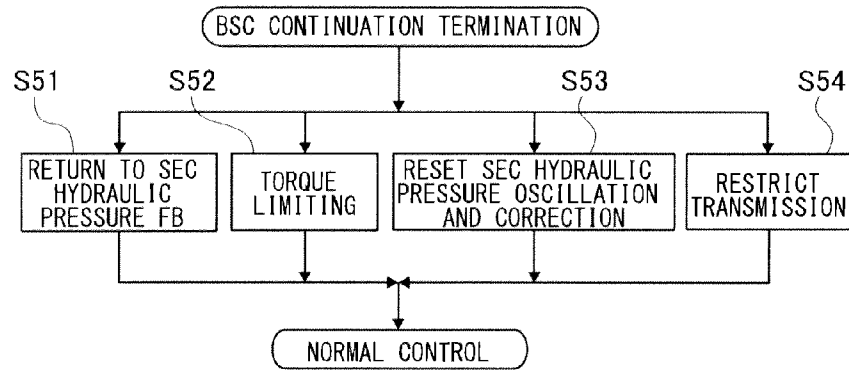 BSC CONTINUATION TERMINATION
S51
S52
S53
S54
RETURN TO SEC
HYDRAULIC
PRESSURE FB
TORQUE
LIMITING
RESET SEC HYDRAULIC
PRESSURE OSCILLATION
AND CORRECTION
RESTRICT
TRANSMISSION
NORMAL CONTROL